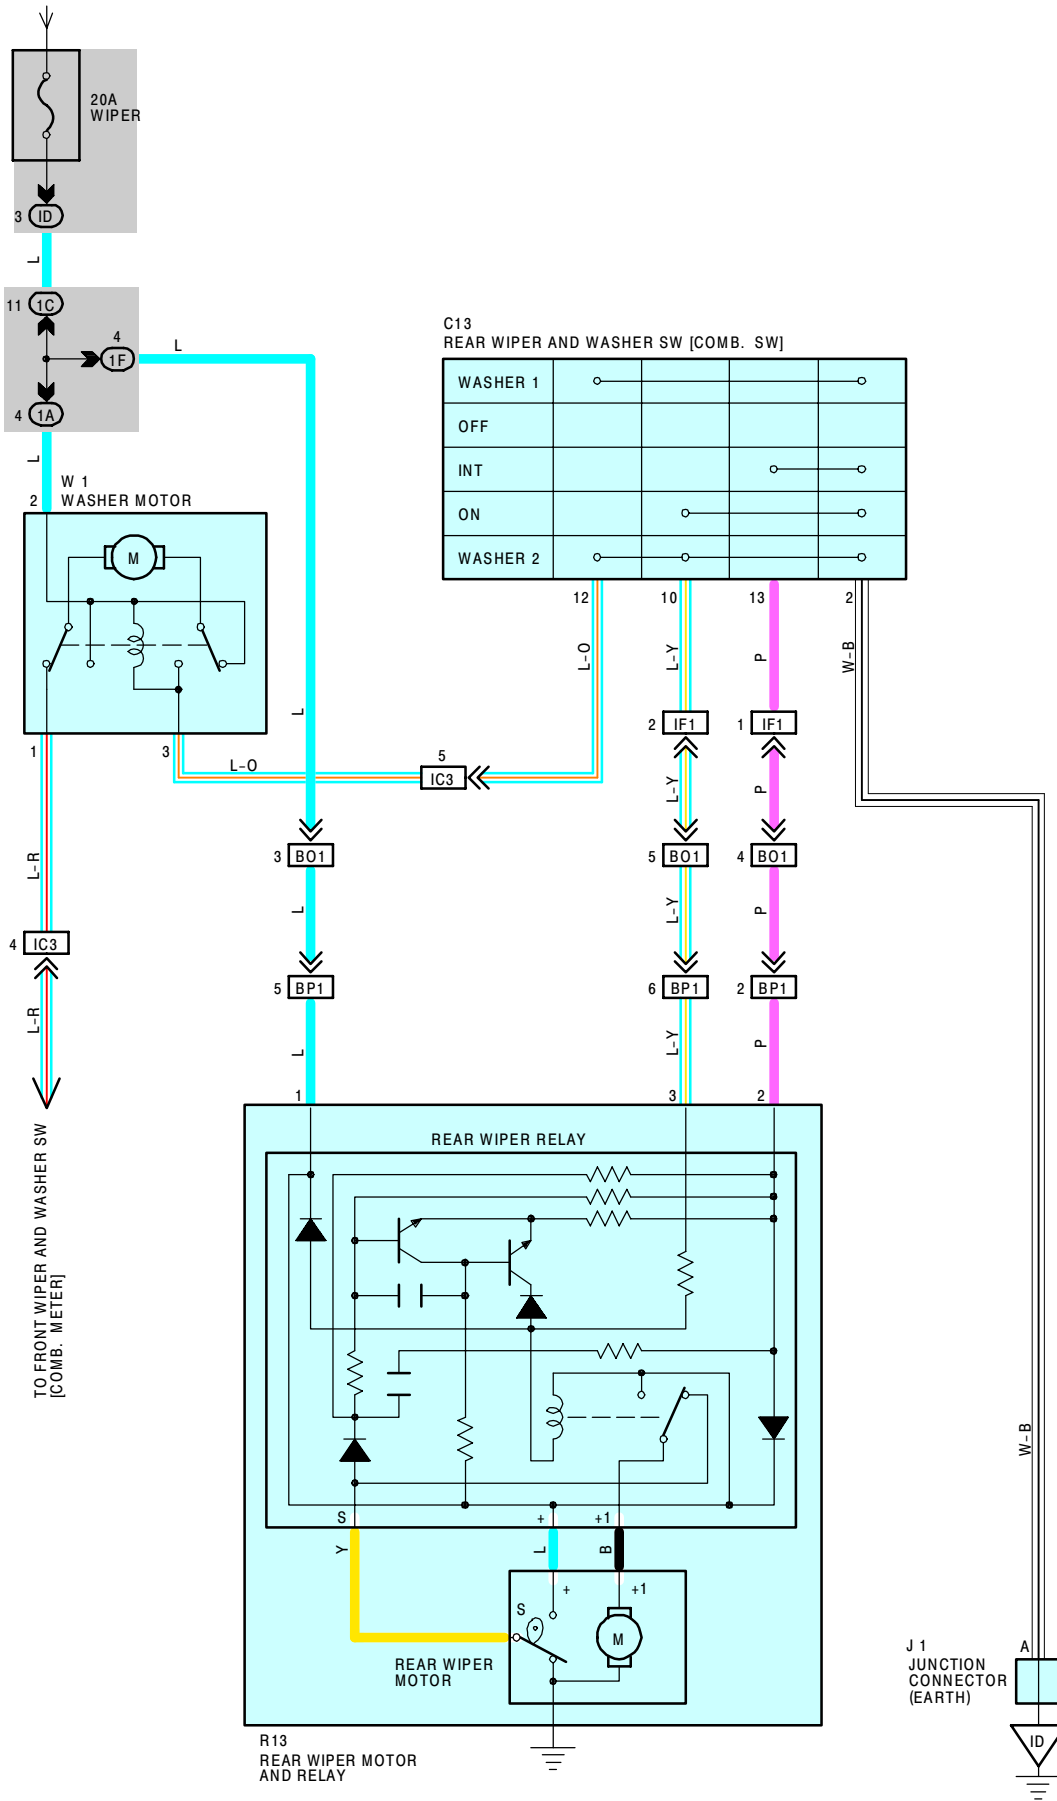 20A
WIPER
3 ID
L
11 1C
4
1F
L
4 1A
L
W 1
2 WASHER MOTOR
M
1
3
L-O
5
IC3
L-R
4 IC3
L-R
TO FRONT WIPER AND WASHER SW
[COMB. METER]
C13
REAR WIPER AND WASHER SW [COMB. SW]
WASHER 1
OFF
INT
ON
WASHER 2
12
10
13
2
L-O
L-Y
P
W-B
2 IF1
1 IF1
L
L-Y
P
3 BO1
5 BO1
4 BO1
L
L-Y
P
5 BP1
6 BP1
2 BP1
L
L-Y
P
1
3
2
REAR WIPER RELAY
S
+
+1
Y
L
B
+
+1
S
M
REAR WIPER
MOTOR
R13
REAR WIPER MOTOR
AND RELAY
W-B
J 1
JUNCTION
CONNECTOR
(EARTH)
A
ID